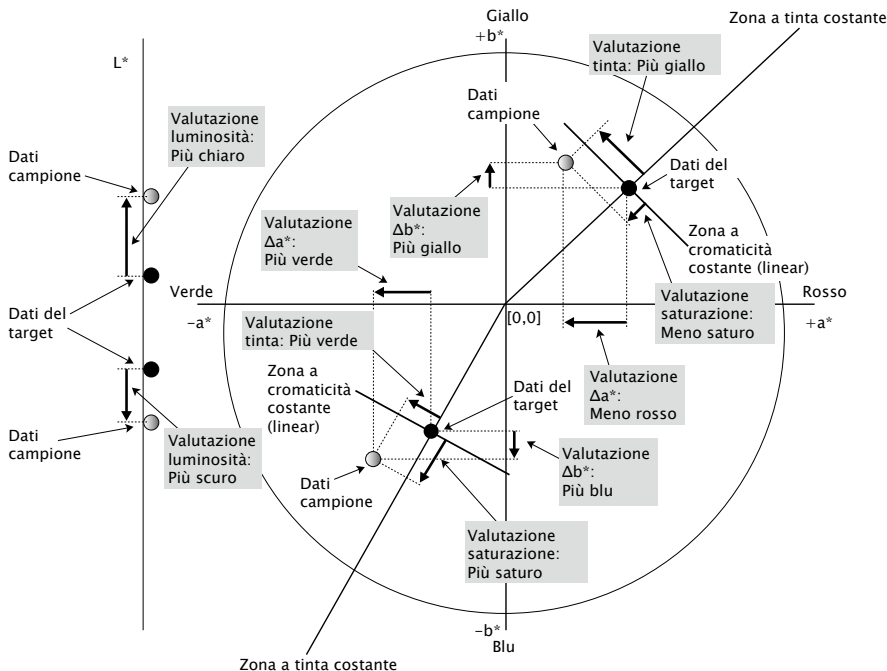 Giallo
+b*
Zona a tinta costante
L*
Valutazione
tinta: Più giallo
Dati
campione
Valutazione
luminosità:
Più chiaro
Dati
campione
Dati del
target
Valutazione
Δb*:
Più giallo
Valutazione
Δa*:
Più verde
Zona a
cromaticità
costante (linear)
Verde
-a*
Rosso
+a*
[0,0]
Valutazione
saturazione:
Meno saturo
Dati del
target
Valutazione
tinta: Più verde
Zona a
cromaticità
costante (linear)
Dati del
target
Valutazione
Δa*:
Meno rosso
Dati
campione
Valutazione
luminosità:
Più scuro
Valutazione
Δb*:
Più blu
Dati
campione
Valutazione
saturazione:
Più saturo
-b*
Blu
Zona a tinta costante